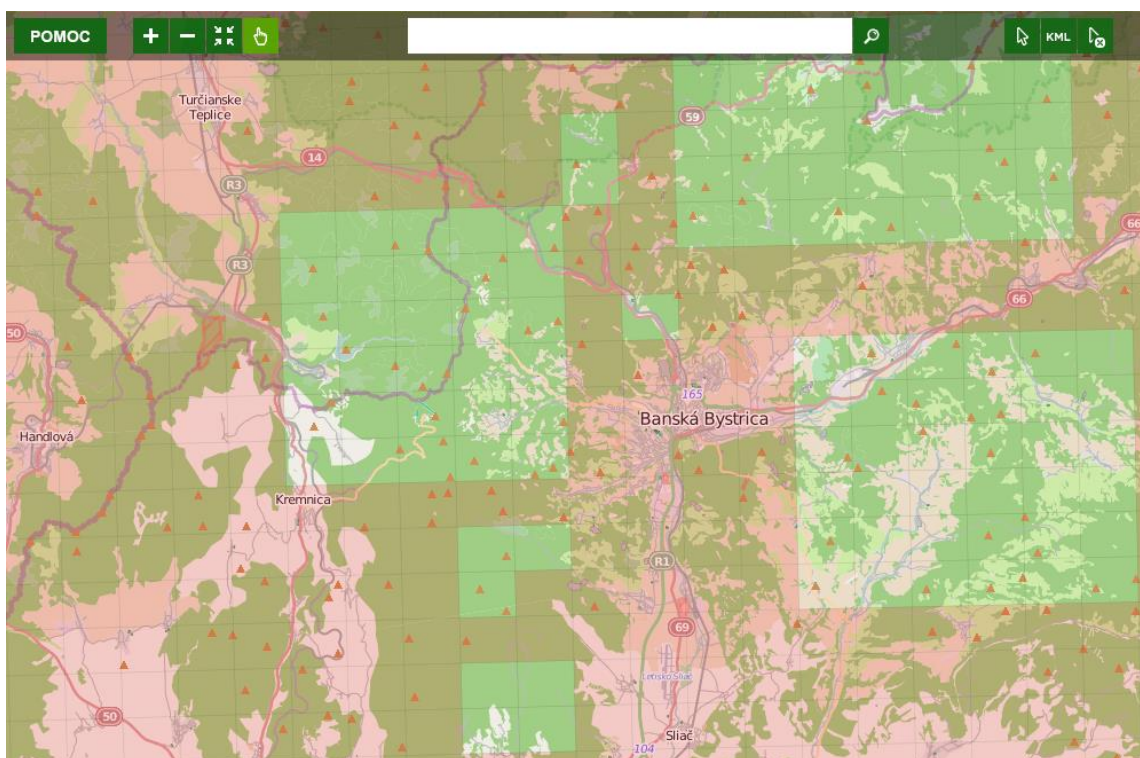 POMOC
KML
Turčianske
Teplice
59
14
R3
66
R3
66
50
165
Banská Bystrica
Handlová
Kremnica
R1
69
Letisko Sliač
50
Sliač
104